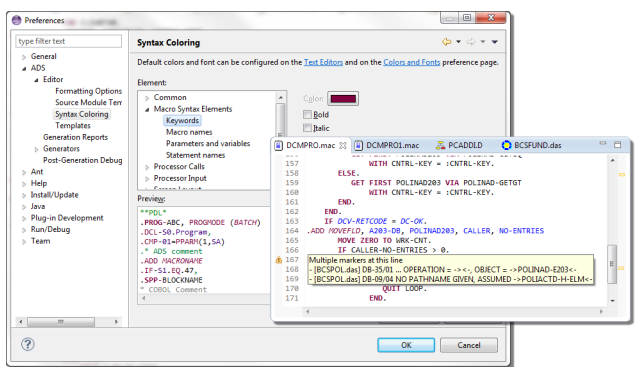 Preferences
type filter text
General
ADS
Editor
Formatting Options
Source Module Tem
Syntax Coloring
Templates
Generation Reports
Generators
Post-Generation Debug
Ant
Help
Install/Update
Java
Plug-in Development
Run/Debug
Team
Syntax Coloring
Default colors and font can be configured on the Text Editors and on the Colors and Fonts preference page.
Element:
Common
Macro Syntax Elements
Keywords
Macro names
Parameters and variables
Statement names
Processor Calls
Processor Input
Color:
Bold
Italic
Preview:
**PDL*
.PROG-ABC, PROGMODE (BATCH)
.DCL-S0.Program,
.CMP-01=PPARM(1,SA)
.* ADS comment
.ADD MACRONAME
.IF-S1.EQ.47,
.SPP-BLOCKNAME
* COBOL Comment
DCMPRO.mac
DCMPRO1.mac
PCADDI.D
BCSFUND.das
157 WITH CNTRL-KEY = :CNTRL-KEY.
158 ELSE.
159 GET FIRST POLINAD203 VIA POLINAD-GETGT
160 WITH CNTRL-KEY = :CNTRL-KEY.
161 END.
162 END.
163 IF DCV-RETCODE = DC-OK.
164 .ADD MOVEFLD, A203-DB, POLINAD203, CALLER, NO-ENTRIES
165 MOVE ZERO TO WRK-CNT.
166 IF CALLER-NO-ENTRIES > 0.
167
168
169
170 QUIT LOOP.
171 END.
Multiple markers at this line
- [BCSPOL.das] DB-35/01 ... OPERATION = -><-, OBJECT = ->POLINAD-E203<-
- [BCSPOL.das] DB-09/04 NO PATHNAME GIVEN, ASSUMED ->POLIACTD-H-ELM<-
OK
Cancel